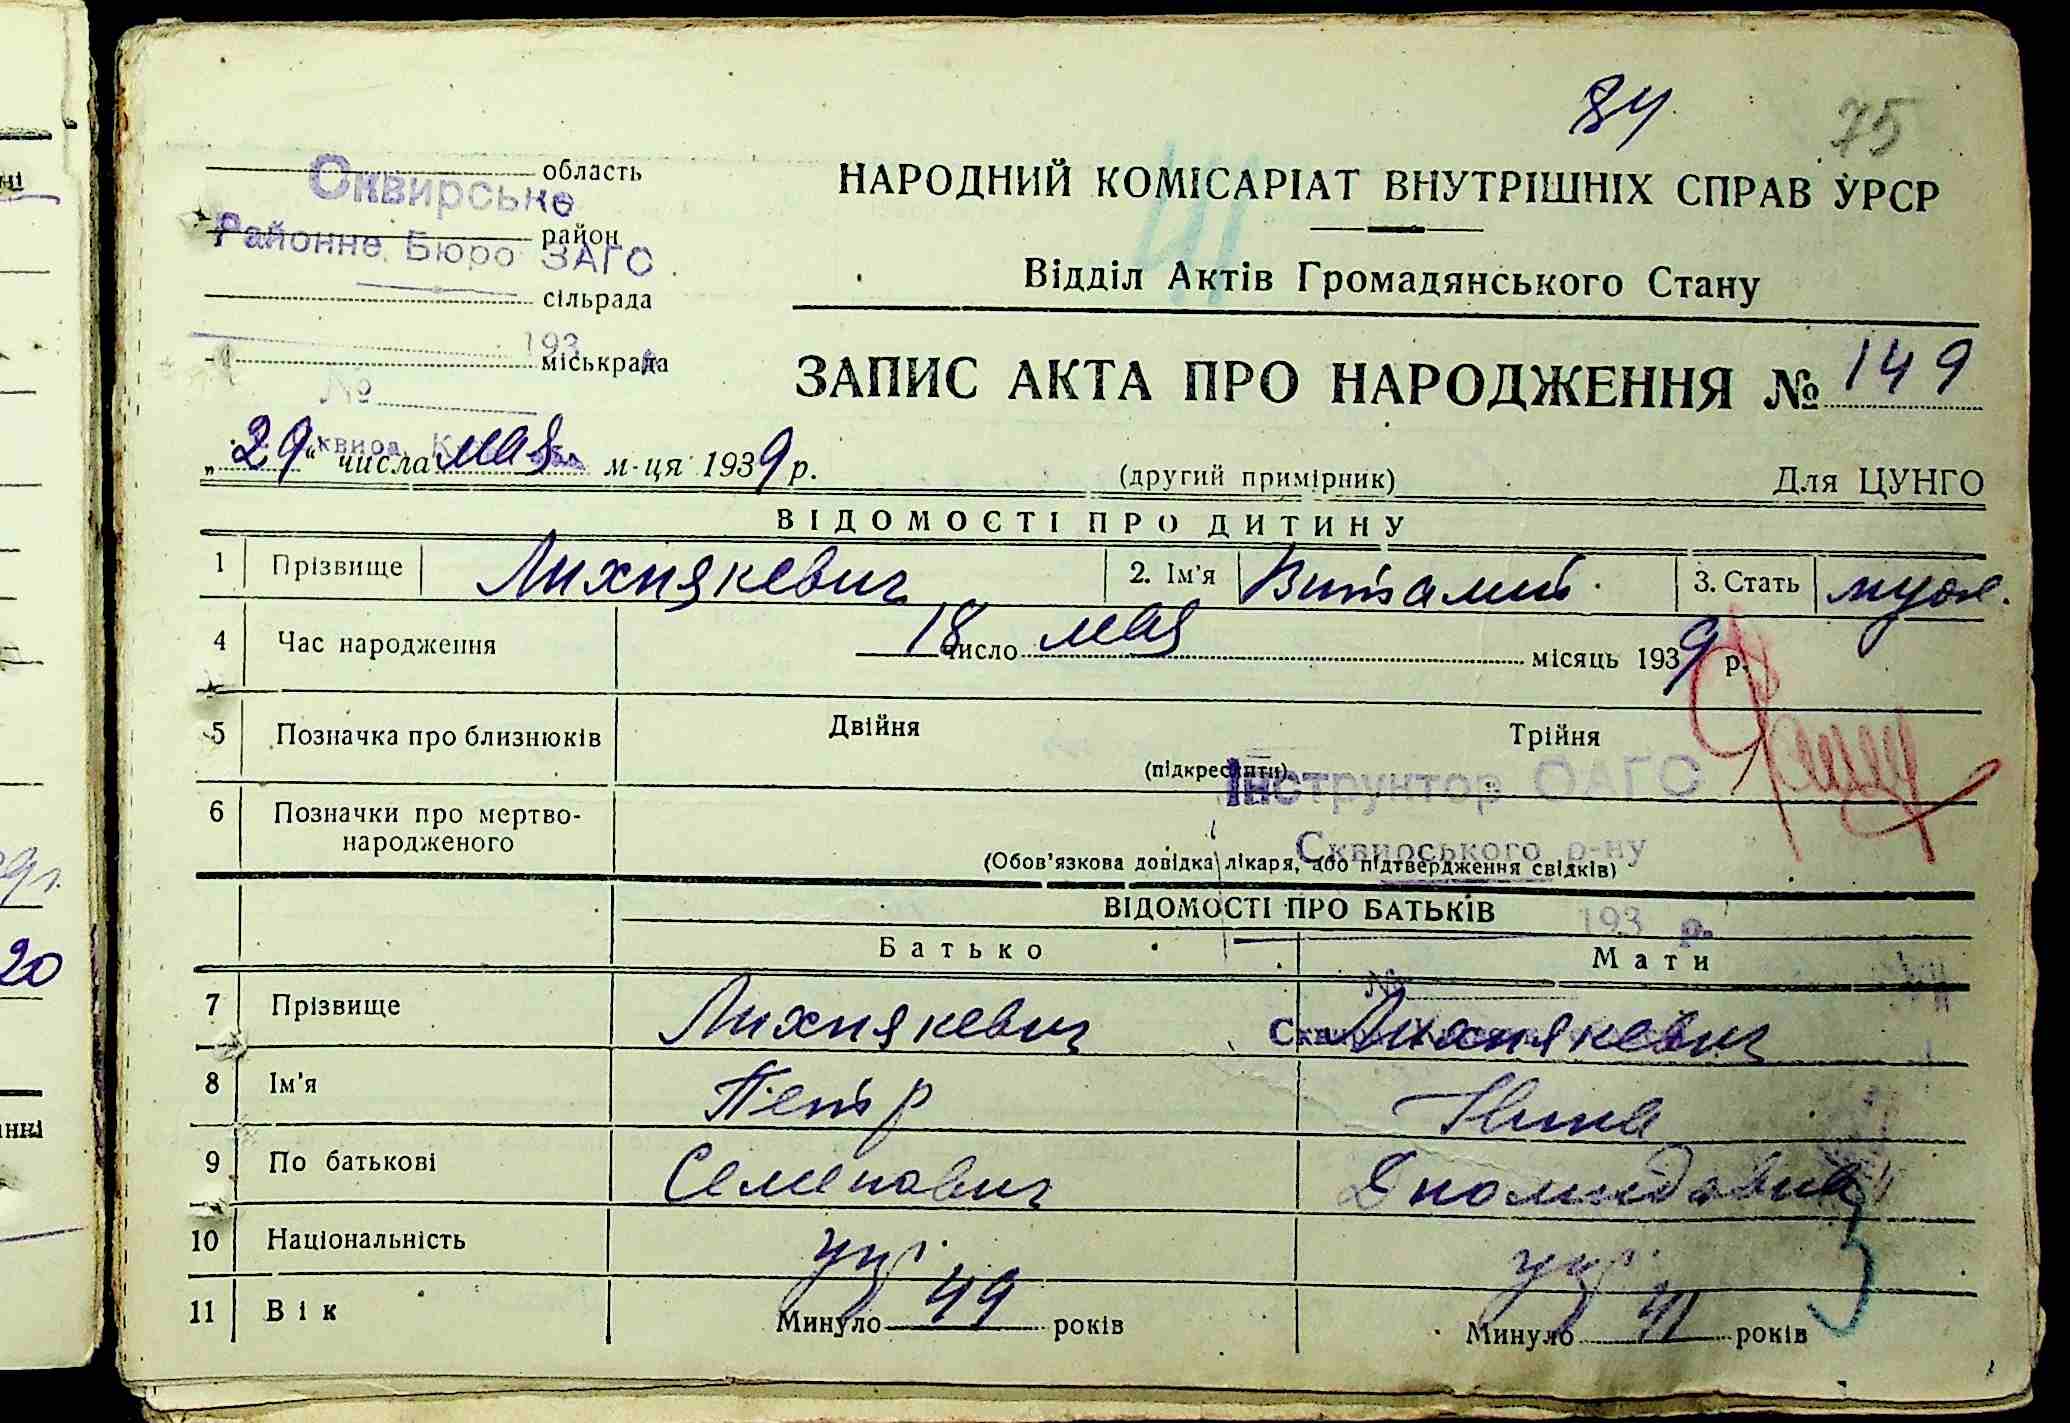 84 75
область
Сквирське
район
Районне Бюро ЗАГС
сільрада
193
міськрада
№
НАРОДНИЙ КОМІСАРІАТ ВНУТРІШНІХ СПРАВ УРСР
Відділ Актів Громадянського Стану
ЗАПИС АКТА ПРО НАРОДЖЕННЯ № 149
„29“ числа мая м-ця 1939 р. (другий примірник) Для ЦУНГО
ВІДОМОСТІ ПРО ДИТИНУ
1 Прізвище Лихнякевич 2. Ім'я Виталий 3. Стать муж.
4 Час народження 18 число мая місяць 1939 р.
5 Позначка про близнюків Двійня Трійня
(підкреслити)
Інструктор ОАГС
6 Позначки про мертво-
народженого
Сквирського р-ну
(Обов'язкова довідка лікаря, або підтвердження свідків)
ВІДОМОСТІ ПРО БАТЬКІВ
193 р.
Батько Мати
№
7 Прізвище Лихнякевич Лихнякевич
8 Ім'я Петр Нина
9 По батькові Семенович
10 Національність укр. укр.
11 Вік Минуло 49 років Минуло 41 років